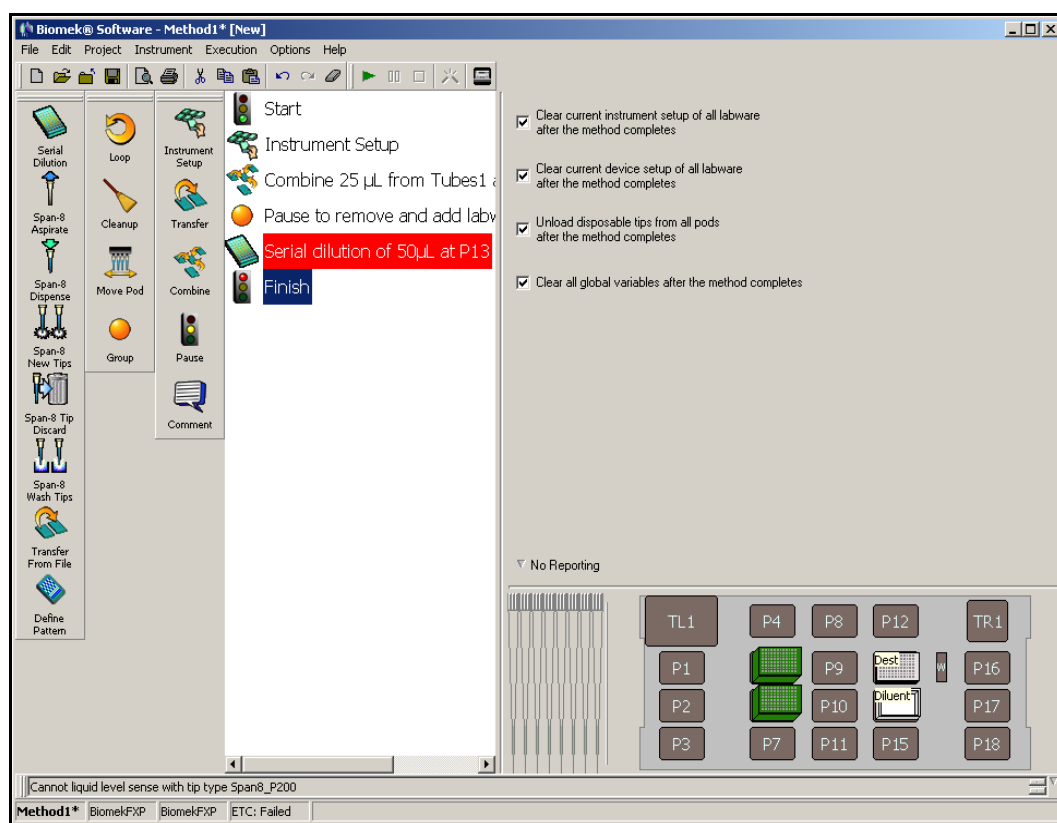 Biomek® Software - Method1* [New]
File Edit Project Instrument Execution Options Help
Serial
Dilution
Span-8
Aspirate
Span-8
Dispense
Span-8
New Tips
Span-8 Tip
Discard
Span-8
Wash Tips
Transfer
From File
Define
Pattern
Loop
Cleanup
Move Pod
Group
Instrument
Setup
Transfer
Combine
Pause
Comment
Start
Instrument Setup
Combine 25 µL from Tubes1 a
Pause to remove and add labw
Serial dilution of 50µL at P13
Finish
Clear current instrument setup of all labware
after the method completes
Clear current device setup of all labware
after the method completes
Unload disposable tips from all pods
after the method completes
Clear all global variables after the method completes
No Reporting
TL1 P4 P8 P12 TR1
P1 P9 Dest W P16
P2 P10 Diluent P17
P3 P7 P11 P15 P18
Cannot liquid level sense with tip type Span8_P200
Method1* BiomekFXP BiomekFXP ETC: Failed